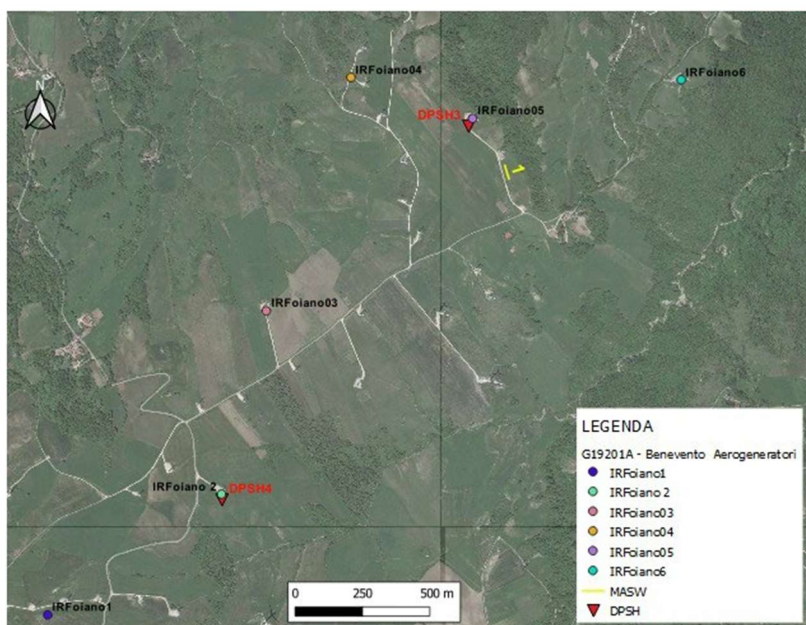 IRFoiano04
IRFoiano6
N
DPSH3
IRFoiano05
1
IRFoiano03
IRFoiano 2
DPSH4
IRFoiano1
0 250 500 m
LEGENDA
G19201A - Benevento Aerogeneratori
IRFoiano1
IRFoiano 2
IRFoiano03
IRFoiano04
IRFoiano05
IRFoiano6
MASW
DPSH